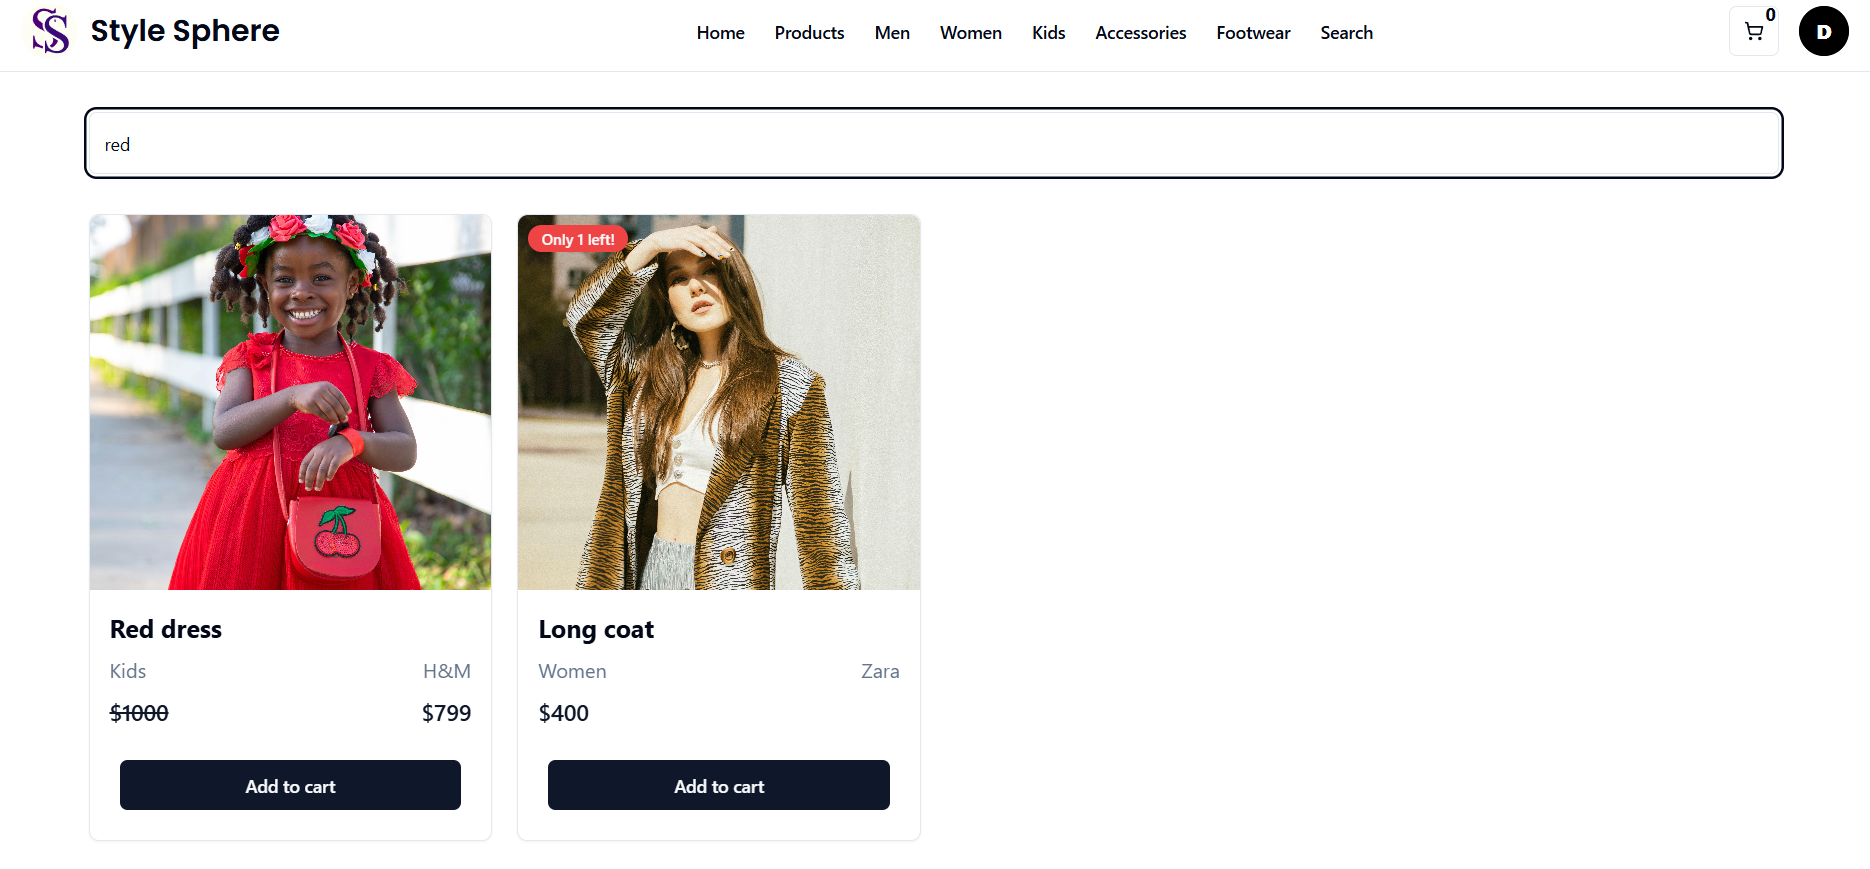 SS Style Sphere
Home Products Men Women Kids Accessories Footwear Search
0
D
red
Only 1 left!
Red dress
Kids H&M
$1000 $799
Add to cart
Long coat
Women Zara
$400
Add to cart